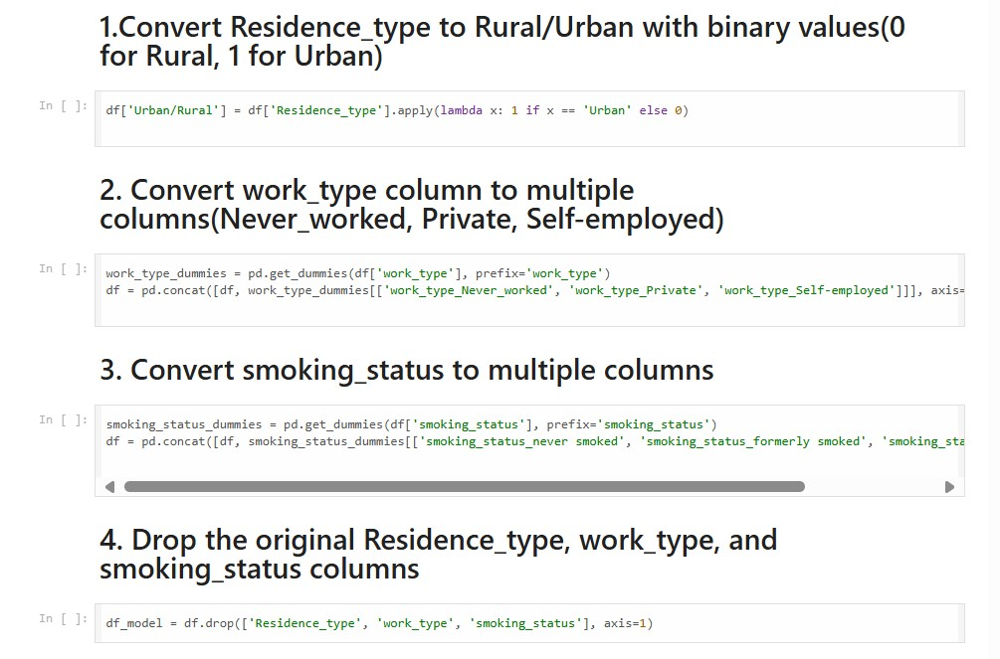 1.Convert Residence_type to Rural/Urban with binary values(0
for Rural, 1 for Urban)
In [ ]:
df['Urban/Rural'] = df['Residence_type'].apply(lambda x: 1 if x == 'Urban' else 0)
2. Convert work_type column to multiple
columns(Never_worked, Private, Self-employed)
In [ ]:
work_type_dummies = pd.get_dummies(df['work_type'], prefix='work_type')
df = pd.concat([df, work_type_dummies[['work_type_Never_worked', 'work_type_Private', 'work_type_Self-employed']]], axis=
3. Convert smoking_status to multiple columns
In [ ]:
smoking_status_dummies = pd.get_dummies(df['smoking_status'], prefix='smoking_status')
df = pd.concat([df, smoking_status_dummies[['smoking_status_never smoked', 'smoking_status_formerly smoked', 'smoking_sta
4. Drop the original Residence_type, work_type, and
smoking_status columns
In [ ]:
df_model = df.drop(['Residence_type', 'work_type', 'smoking_status'], axis=1)